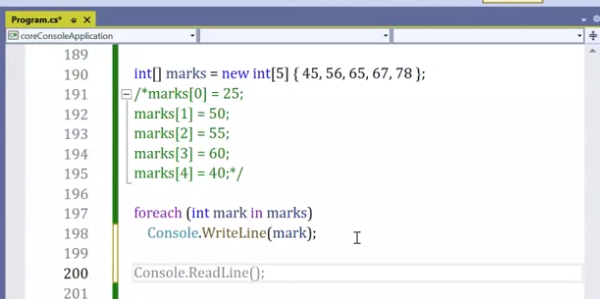 Program.cs*
coreConsoleApplication
189
190 int[] marks = new int[5] { 45, 56, 65, 67, 78 };
191 /*marks[0] = 25;
192 marks[1] = 50;
193 marks[2] = 55;
194 marks[3] = 60;
195 marks[4] = 40;*/
196
197 foreach (int mark in marks)
198 Console.WriteLine(mark);
199
200 Console.ReadLine();
201